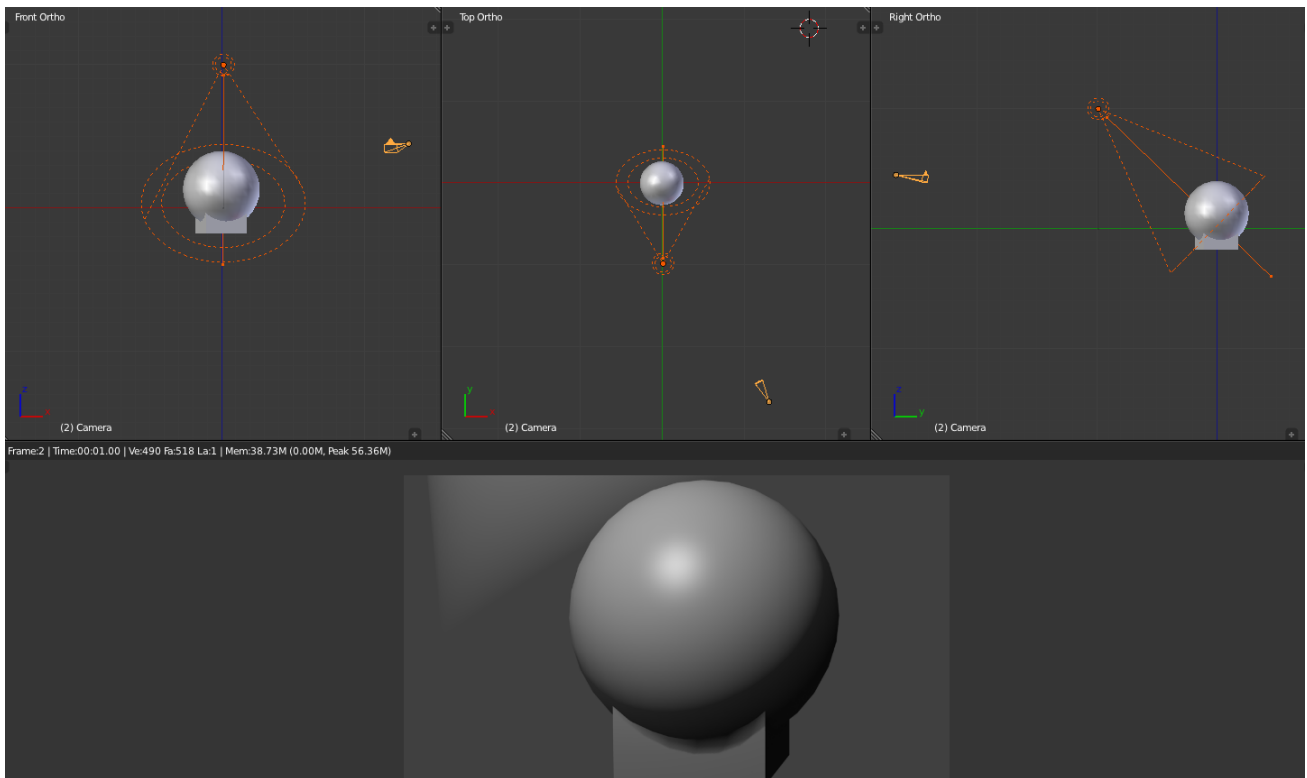 Front Ortho
Top Ortho
Right Ortho
z
x
(2) Camera
y
x
(2) Camera
z
y
(2) Camera
Frame:2 | Time:00:01.00 | Ve:490 Fa:518 La:1 | Mem:38.73M (0.00M, Peak 56.36M)